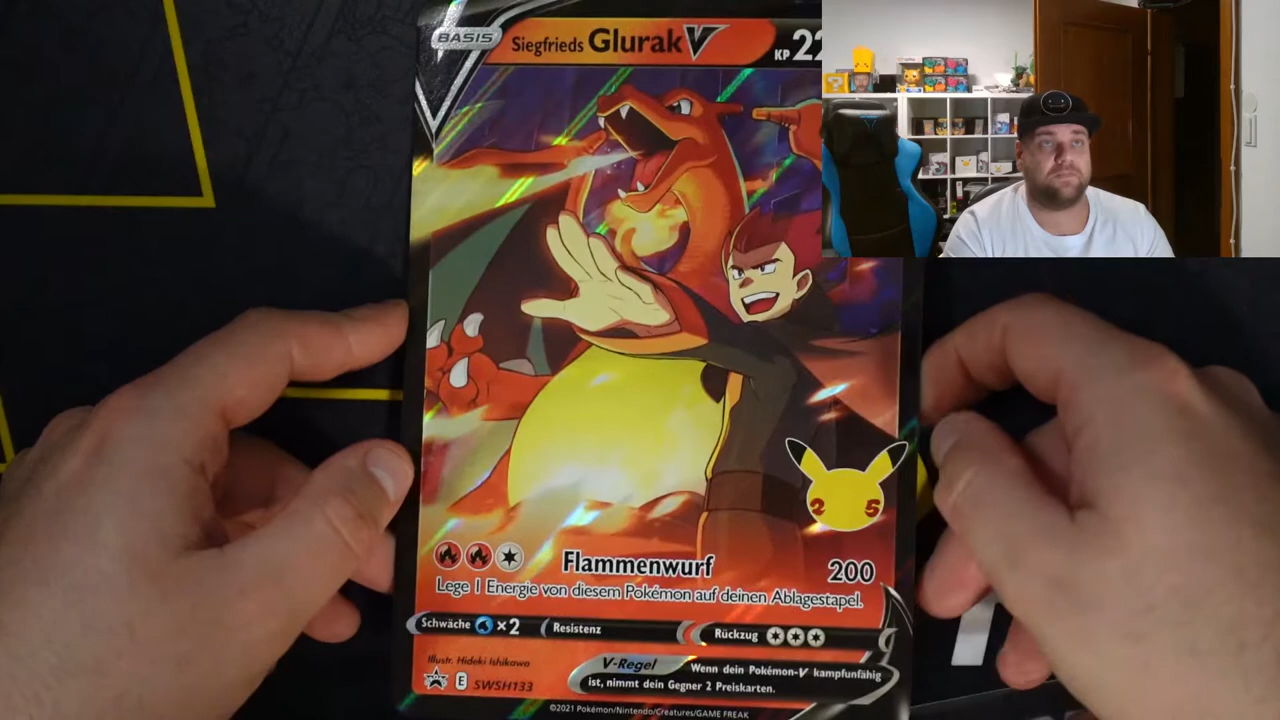 BASIS
Siegfrieds Glurak V KP 22
25
Flammenwurf 200
Lege 1 Energie von diesem Pokémon auf deinen Ablagestapel.
Schwäche ×2 Resistenz Rückzug
Illustr. Hideki Ishikawa
V-Regel Wenn dein Pokémon-V kampfunfähig
ist, nimmt dein Gegner 2 Preiskarten.
E SWSH133
©2021 Pokémon/Nintendo/Creatures/GAME FREAK